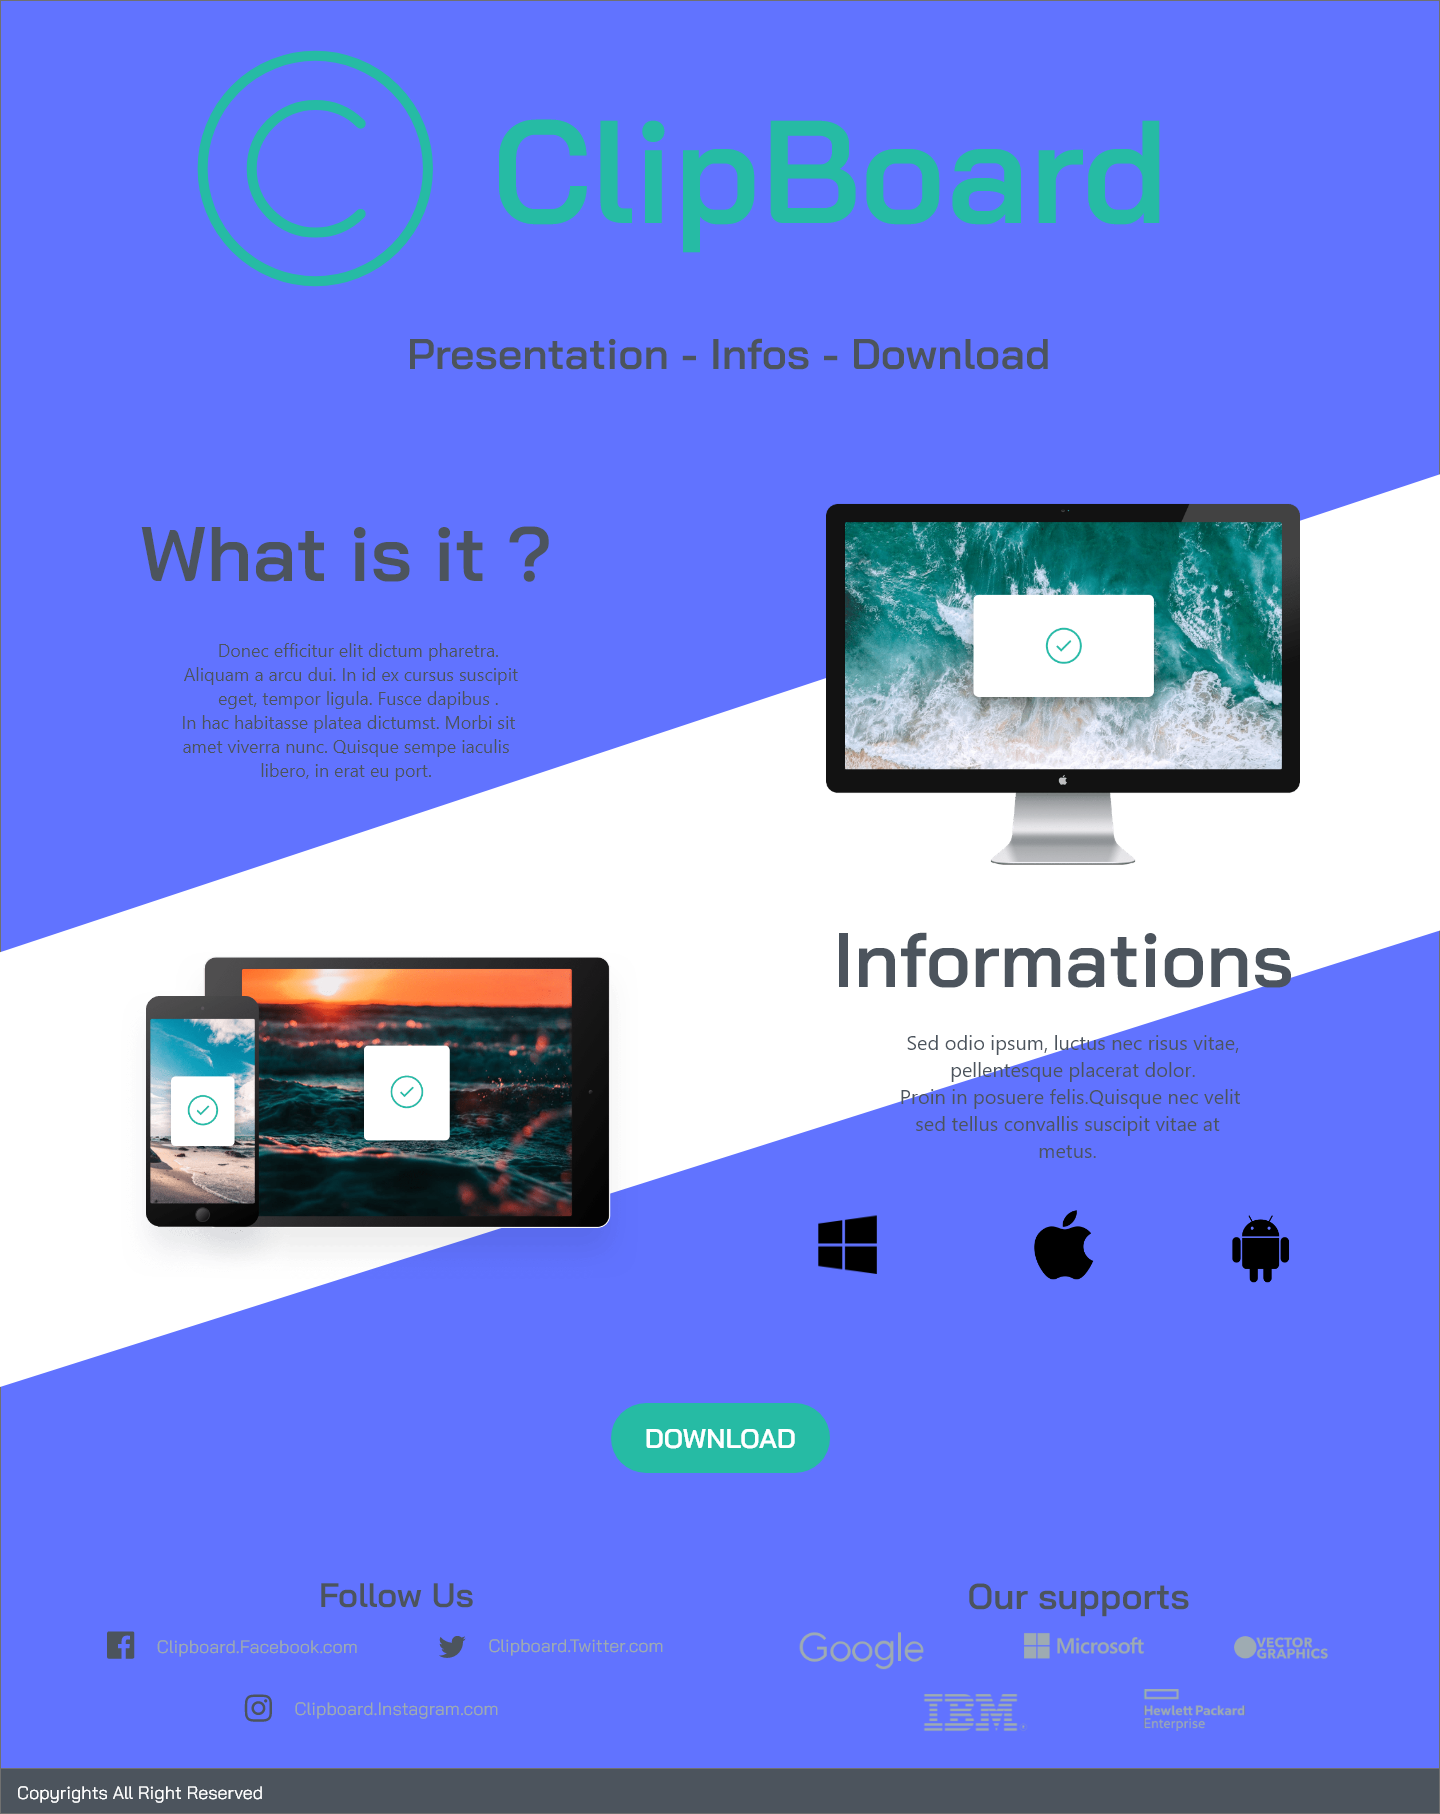 C ClipBoard
Presentation - Infos - Download
What is it ?
Donec efficitur elit dictum pharetra.
Aliquam a arcu dui. In id ex cursus suscipit
eget, tempor ligula. Fusce dapibus .
In hac habitasse platea dictumst. Morbi sit
amet viverra nunc. Quisque sempe iaculis
libero, in erat eu port.
Informations
Sed odio ipsum, luctus nec risus vitae,
pellentesque placerat dolor.
Proin in posuere felis.Quisque nec velit
sed tellus convallis suscipit vitae at
metus.
DOWNLOAD
Follow Us
Clipboard.Facebook.com
Clipboard.Twitter.com
Clipboard.Instagram.com
Our supports
Google
Microsoft
VECTOR
GRAPHICS
IBM
Hewlett Packard
Enterprise
Copyrights All Right Reserved